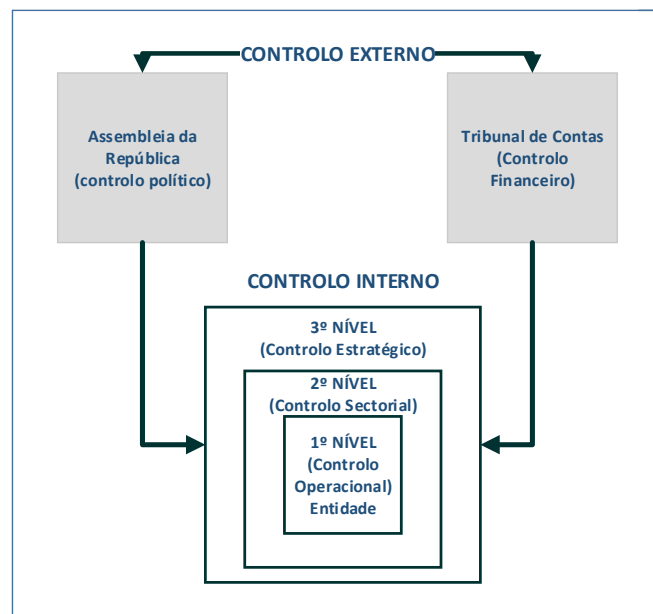 CONTROLO EXTERNO
Assembleia da
República
(controlo político)
Tribunal de Contas
(Controlo
Financeiro)
CONTROLO INTERNO
3º NÍVEL
(Controlo Estratégico)
2º NÍVEL
(Controlo Sectorial)
1º NÍVEL
(Controlo
Operacional)
Entidade